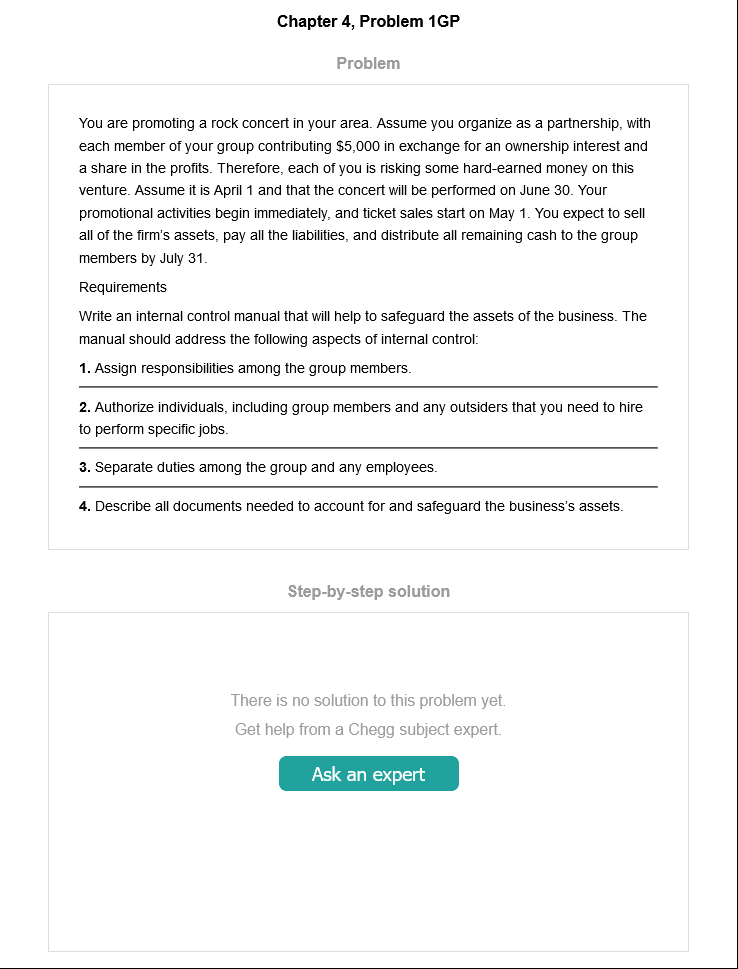 Chapter 4, Problem 1GP
Problem
You are promoting a rock concert in your area. Assume you organize as a partnership, with
each member of your group contributing $5,000 in exchange for an ownership interest and
a share in the profits. Therefore, each of you is risking some hard-earned money on this
venture. Assume it is April 1 and that the concert will be performed on June 30. Your
promotional activities begin immediately, and ticket sales start on May 1. You expect to sell
all of the firm's assets, pay all the liabilities, and distribute all remaining cash to the group
members by July 31.
Requirements
Write an internal control manual that will help to safeguard the assets of the business. The
manual should address the following aspects of internal control:
1. Assign responsibilities among the group members.
2. Authorize individuals, including group members and any outsiders that you need to hire
to perform specific jobs.
3. Separate duties among the group and any employees.
4. Describe all documents needed to account for and safeguard the business's assets.
Step-by-step solution
There is no solution to this problem yet.
Get help from a Chegg subject expert.
Ask an expert